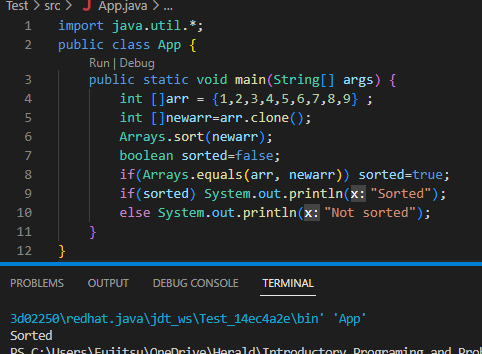 Test > src > J App.java > ...
1 import java.util.*;
2 public class App {
Run | Debug
3 public static void main(String[] args) {
4 int []arr = {1,2,3,4,5,6,7,8,9} ;
5 int []newarr=arr.clone();
6 Arrays.sort(newarr);
7 boolean sorted=false;
8 if(Arrays.equals(arr, newarr)) sorted=true;
9 if(sorted) System.out.println(x: "Sorted");
10 else System.out.println(x: "Not sorted");
11 }
12 }
PROBLEMS OUTPUT DEBUG CONSOLE TERMINAL
3d02250\redhat.java\jdt_ws\Test_14ec4a2e\bin' 'App'
Sorted
PS C:\Users\Fujitsu\OneDrive\Herald\Introductory Programing and Prob